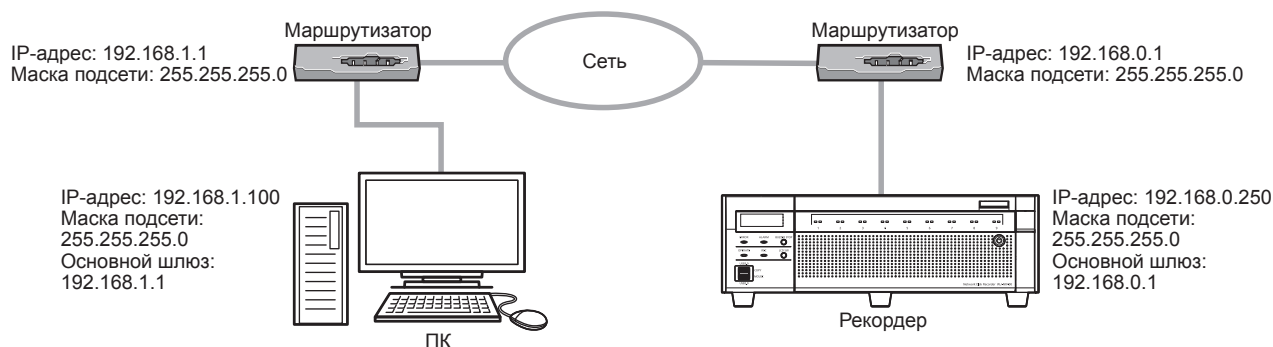 Маршрутизатор
IP-адрес: 192.168.1.1
Маска подсети: 255.255.255.0
Сеть
Маршрутизатор
IP-адрес: 192.168.0.1
Маска подсети: 255.255.255.0
IP-адрес: 192.168.1.100
Маска подсети:
255.255.255.0
Основной шлюз:
192.168.1.1
ПК
IP-адрес: 192.168.0.250
Маска подсети:
255.255.255.0
Основной шлюз:
192.168.0.1
Рекордер